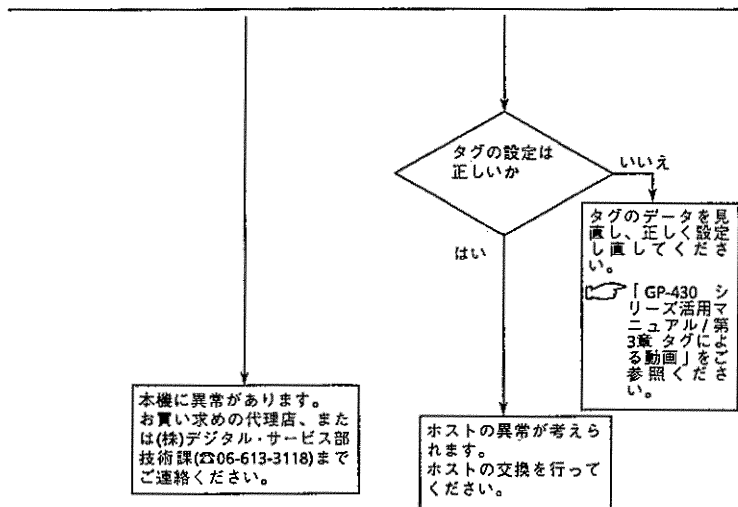 タグの設定は
正しいか
いいえ
はい
タグのデータを見
直し、正しく設定
し直してくださ
い。
「GP-430 シ
リーズ活用マ
ニュアル/第
3章 タグによ
る動画」をご
参照くださ
い。
本機に異常があります。
お買い求めの代理店、また
は(株)デジタル・サービス部
技術課(☎06-613-3118)まで
ご連絡ください。
ホストの異常が考えら
れます。
ホストの交換を行って
ください。